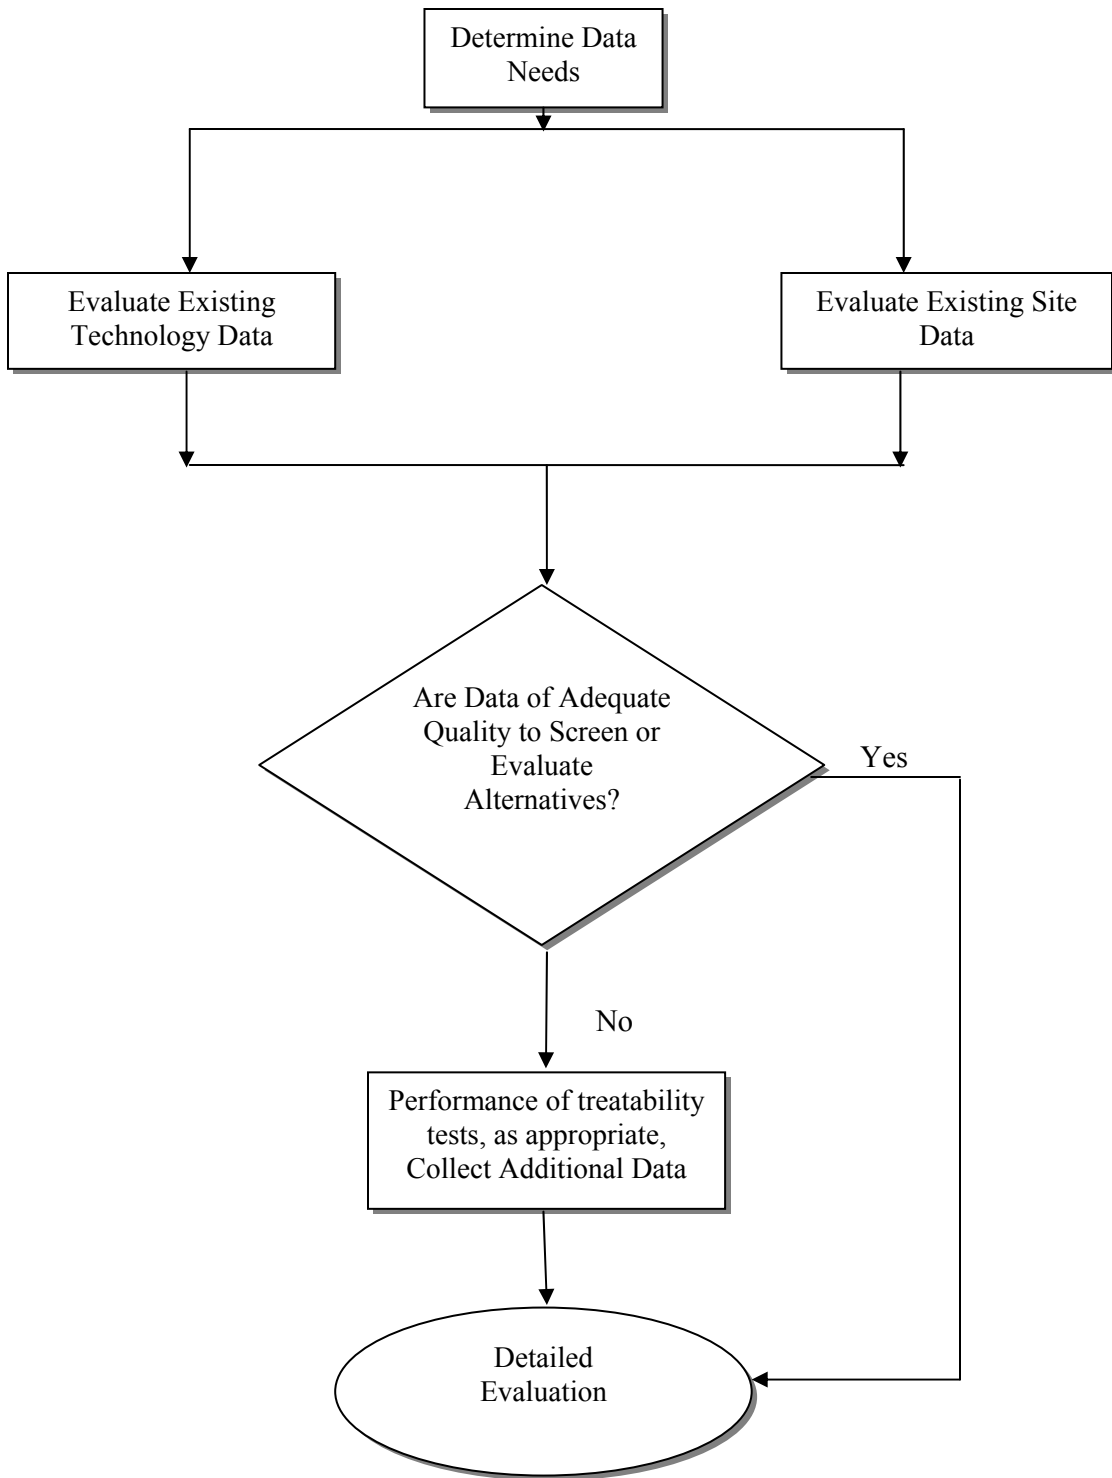 Determine Data
Needs
Evaluate Existing
Technology Data
Evaluate Existing Site
Data
Are Data of Adequate
Quality to Screen or
Evaluate
Alternatives?
Yes
No
Performance of treatability
tests, as appropriate,
Collect Additional Data
Detailed
Evaluation